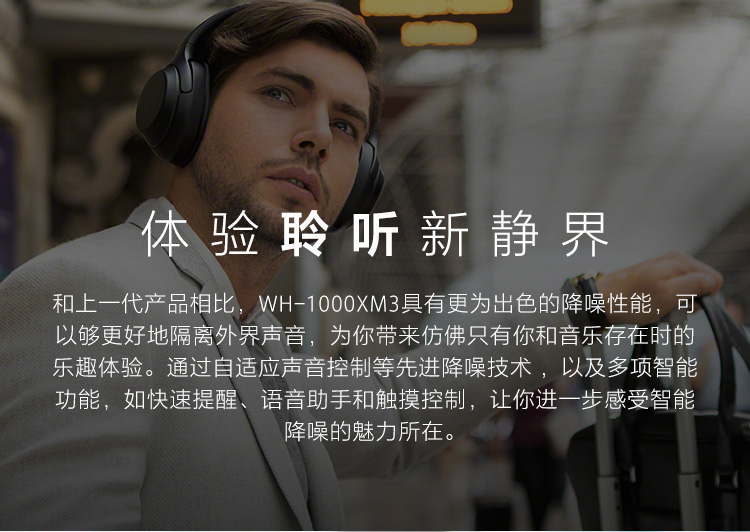 体验聆听新静界
和上一代产品相比，WH-1000XM3具有更为出色的降噪性能，可
以够更好地隔离外界声音，为你带来仿佛只有你和音乐存在时的
乐趣体验。通过自适应声音控制等先进降噪技术，以及多项智能
功能，如快速提醒、语音助手和触摸控制，让你进一步感受智能
降噪的魅力所在。